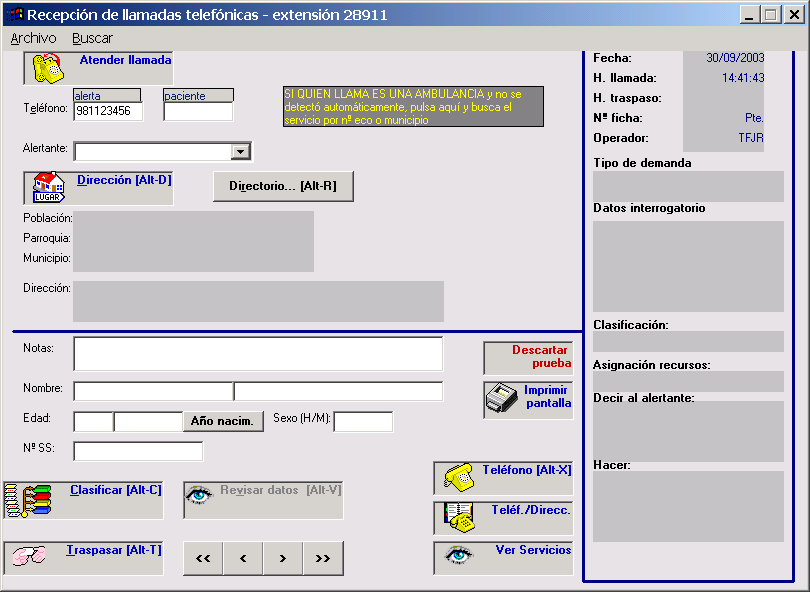 Recepción de llamadas telefónicas - extensión 28911
Archivo Buscar
Atender llamada
alerta paciente
Teléfono: 981123456
SI QUIEN LLAMA ES UNA AMBULANCIA y no se
detectó automáticamente, pulsa aquí y busca el
servicio por nº eco o municipio
Alertante:
Dirección [Alt-D]
LUGAR
Directorio... [Alt-R]
Población:
Parroquia:
Municipio:
Dirección:
Notas:
Descartar
prueba
Nombre:
Imprimir
pantalla
Edad: Año nacim. Sexo (H/M):
Nº SS:
Teléfono [Alt-X]
Clasificar [Alt-C] Revisar datos [Alt-V]
Teléf./Direcc.
Traspasar [Alt-T] << < > >> Ver Servicios
Fecha: 30/09/2003
H. llamada: 14:41:43
H. traspaso:
Nº ficha: Pte.
Operador: TFJR
Tipo de demanda
Datos interrogatorio
Clasificación:
Asignación recursos:
Decir al alertante:
Hacer: